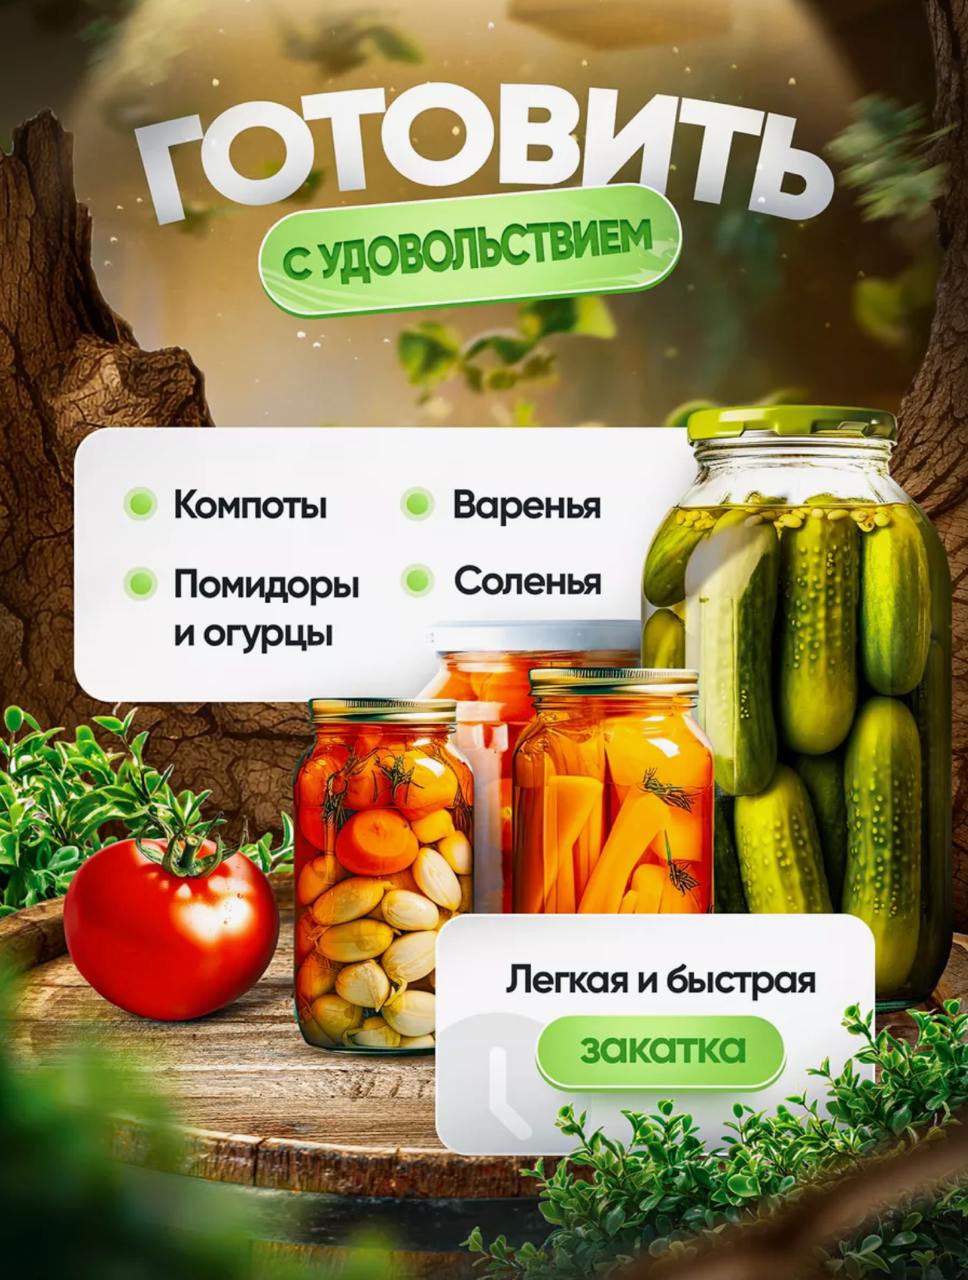 ГОТОВИТЬ
С УДОВОЛЬСТВИЕМ
Компоты
Варенья
Помидоры
и огурцы
Соленья
Легкая и быстрая
закатка